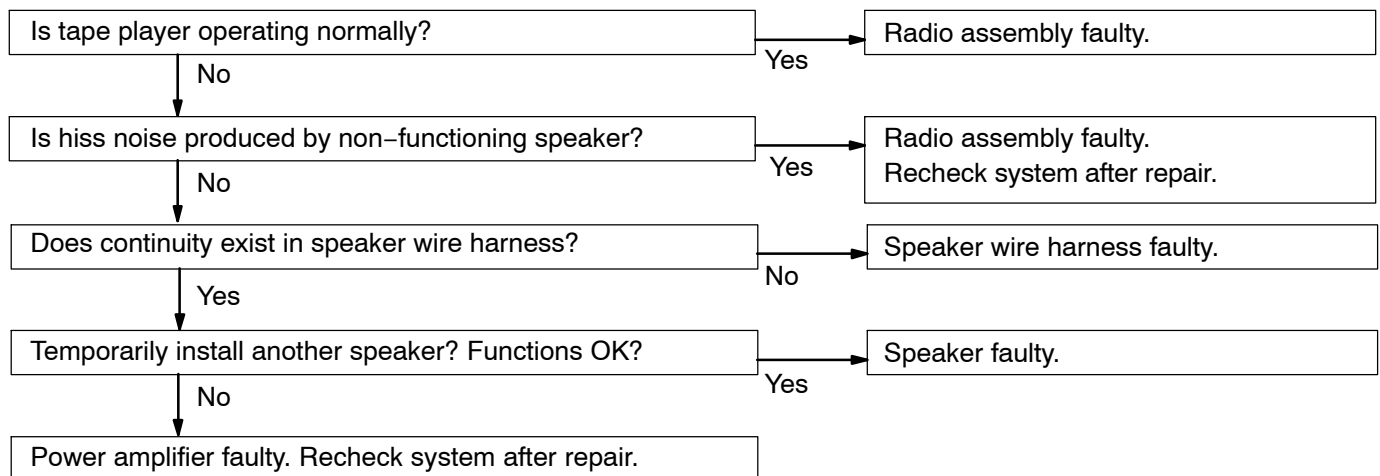 Is tape player operating normally?
Yes
Radio assembly faulty.
No
Is hiss noise produced by non−functioning speaker?
Yes
Radio assembly faulty.
Recheck system after repair.
No
Does continuity exist in speaker wire harness?
No
Speaker wire harness faulty.
Yes
Temporarily install another speaker? Functions OK?
Yes
Speaker faulty.
No
Power amplifier faulty. Recheck system after repair.